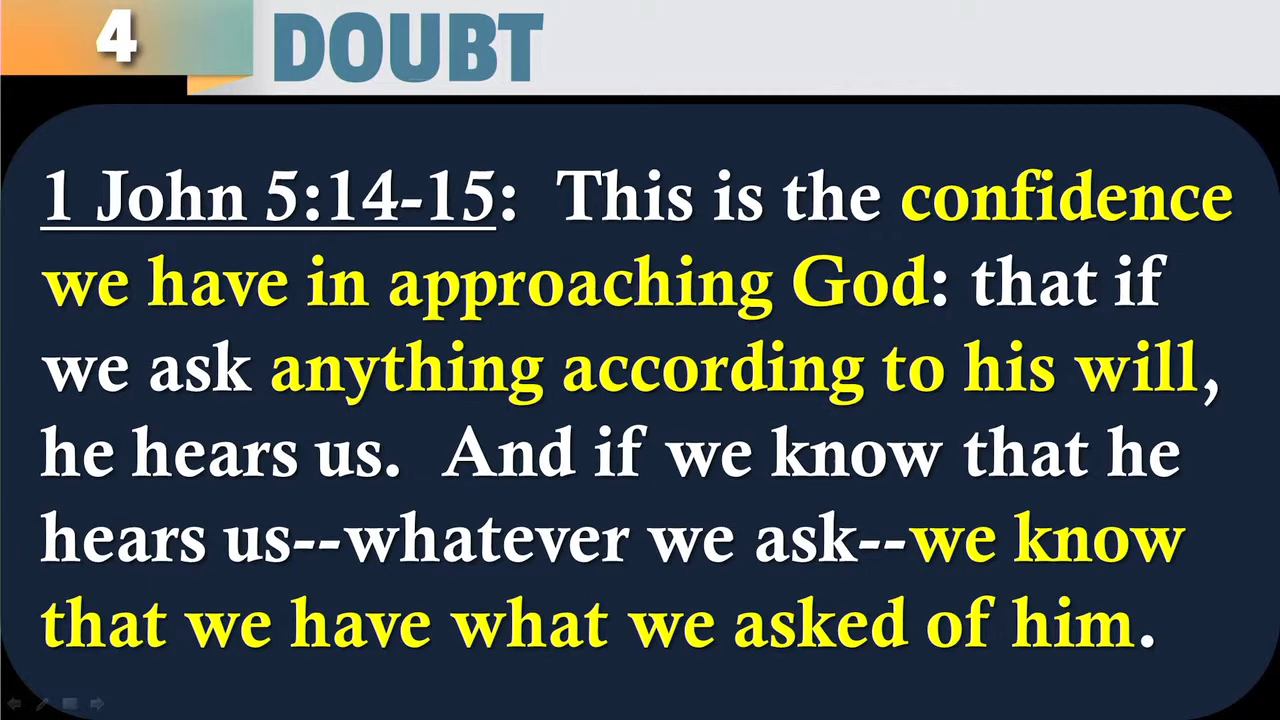 4
DOUBT
1 John 5:14-15:  This is the confidence
we have in approaching God: that if
we ask anything according to his will,
he hears us.  And if we know that he
hears us--whatever we ask--we know
that we have what we asked of him.